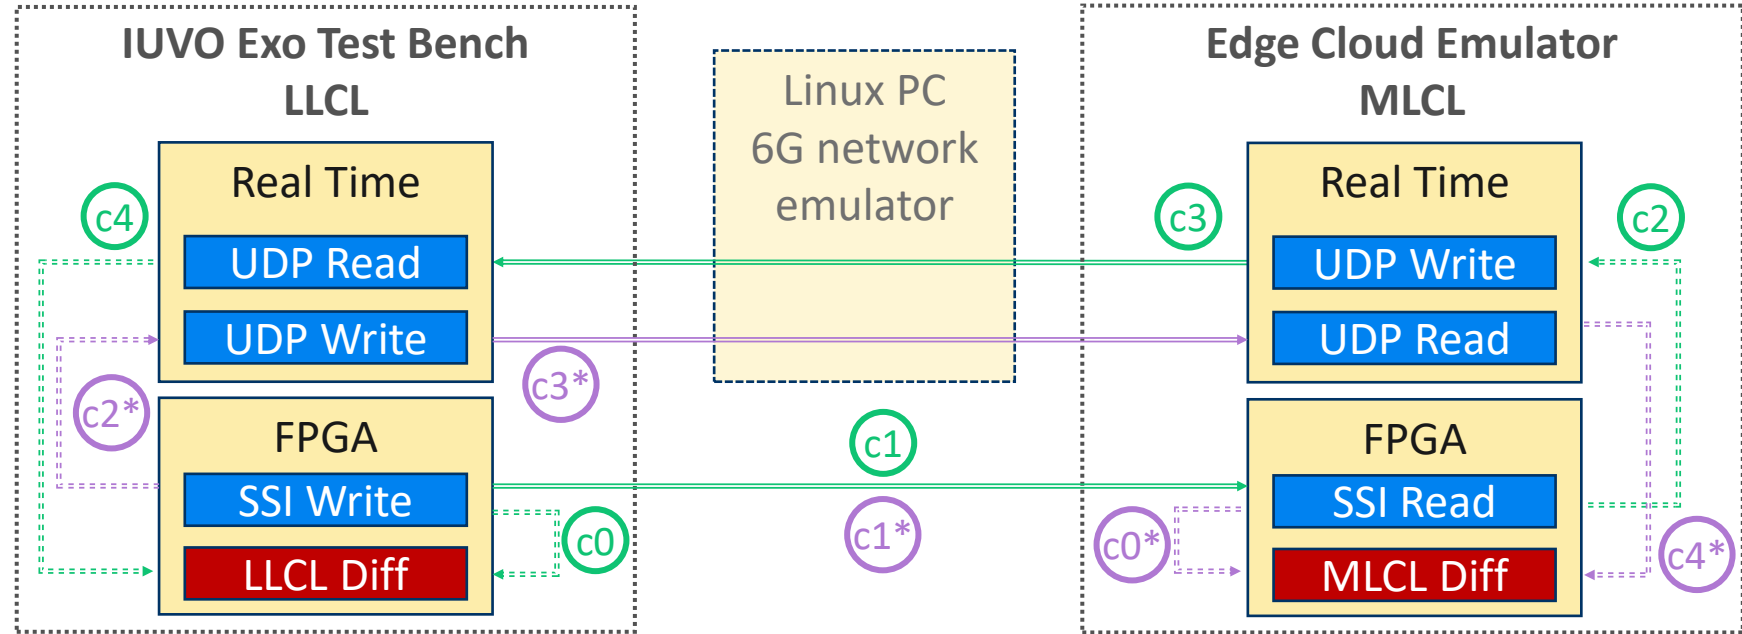 IUVO Exo Test Bench
LLCL
Real Time
c4
UDP Read
UDP Write
c2*
c3*
FPGA
SSI Write
c0
LLCL Diff
Linux PC
6G network
emulator
c1
c1*
Edge Cloud Emulator
MLCL
Real Time
c3
c2
UDP Write
UDP Read
FPGA
SSI Read
c0*
c4*
MLCL Diff